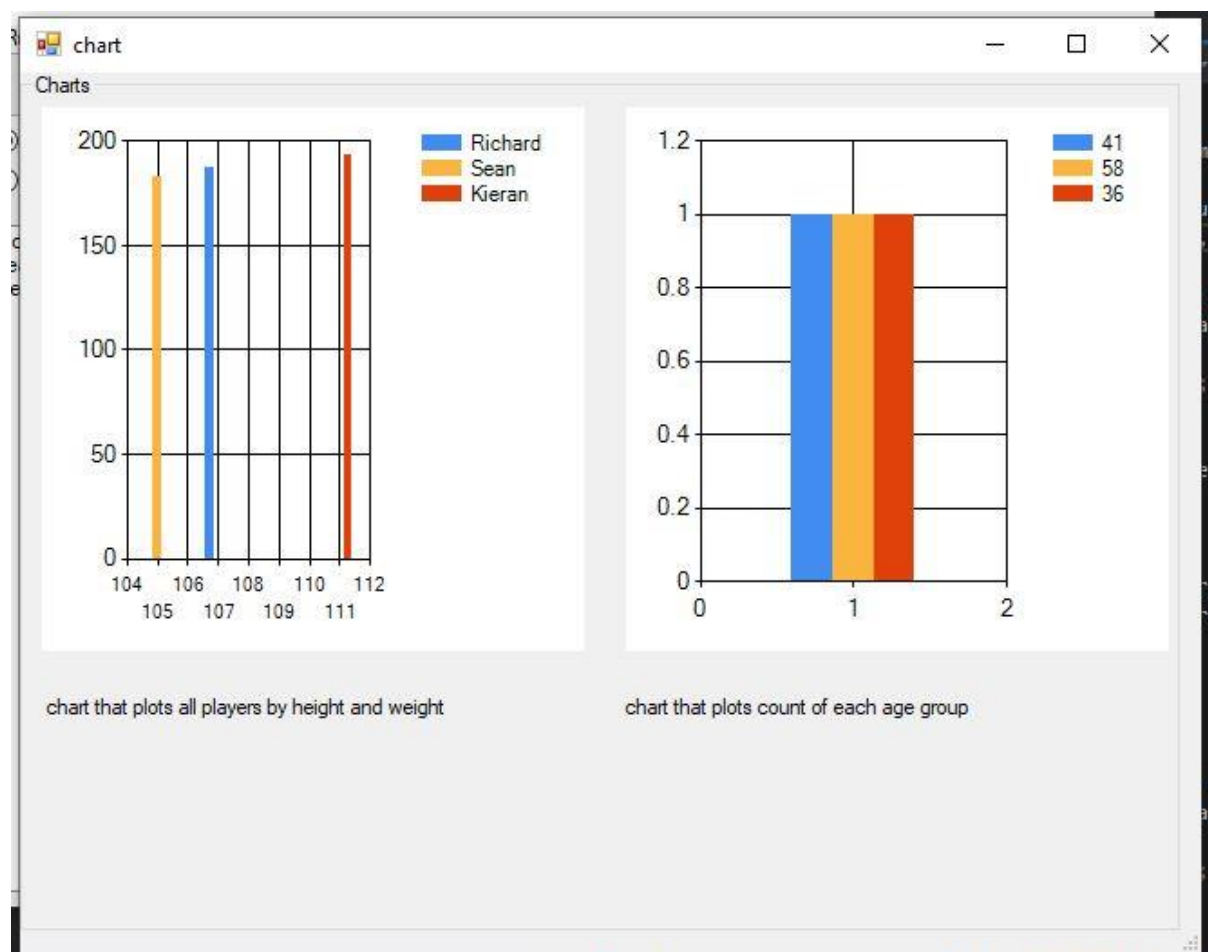 chart
Charts
200
150
100
50
0
104 106 108 110 112
105 107 109 111
Richard
Sean
Kieran
chart that plots all players by height and weight
1.2
1
0.8
0.6
0.4
0.2
0
0 1 2
41
58
36
chart that plots count of each age group